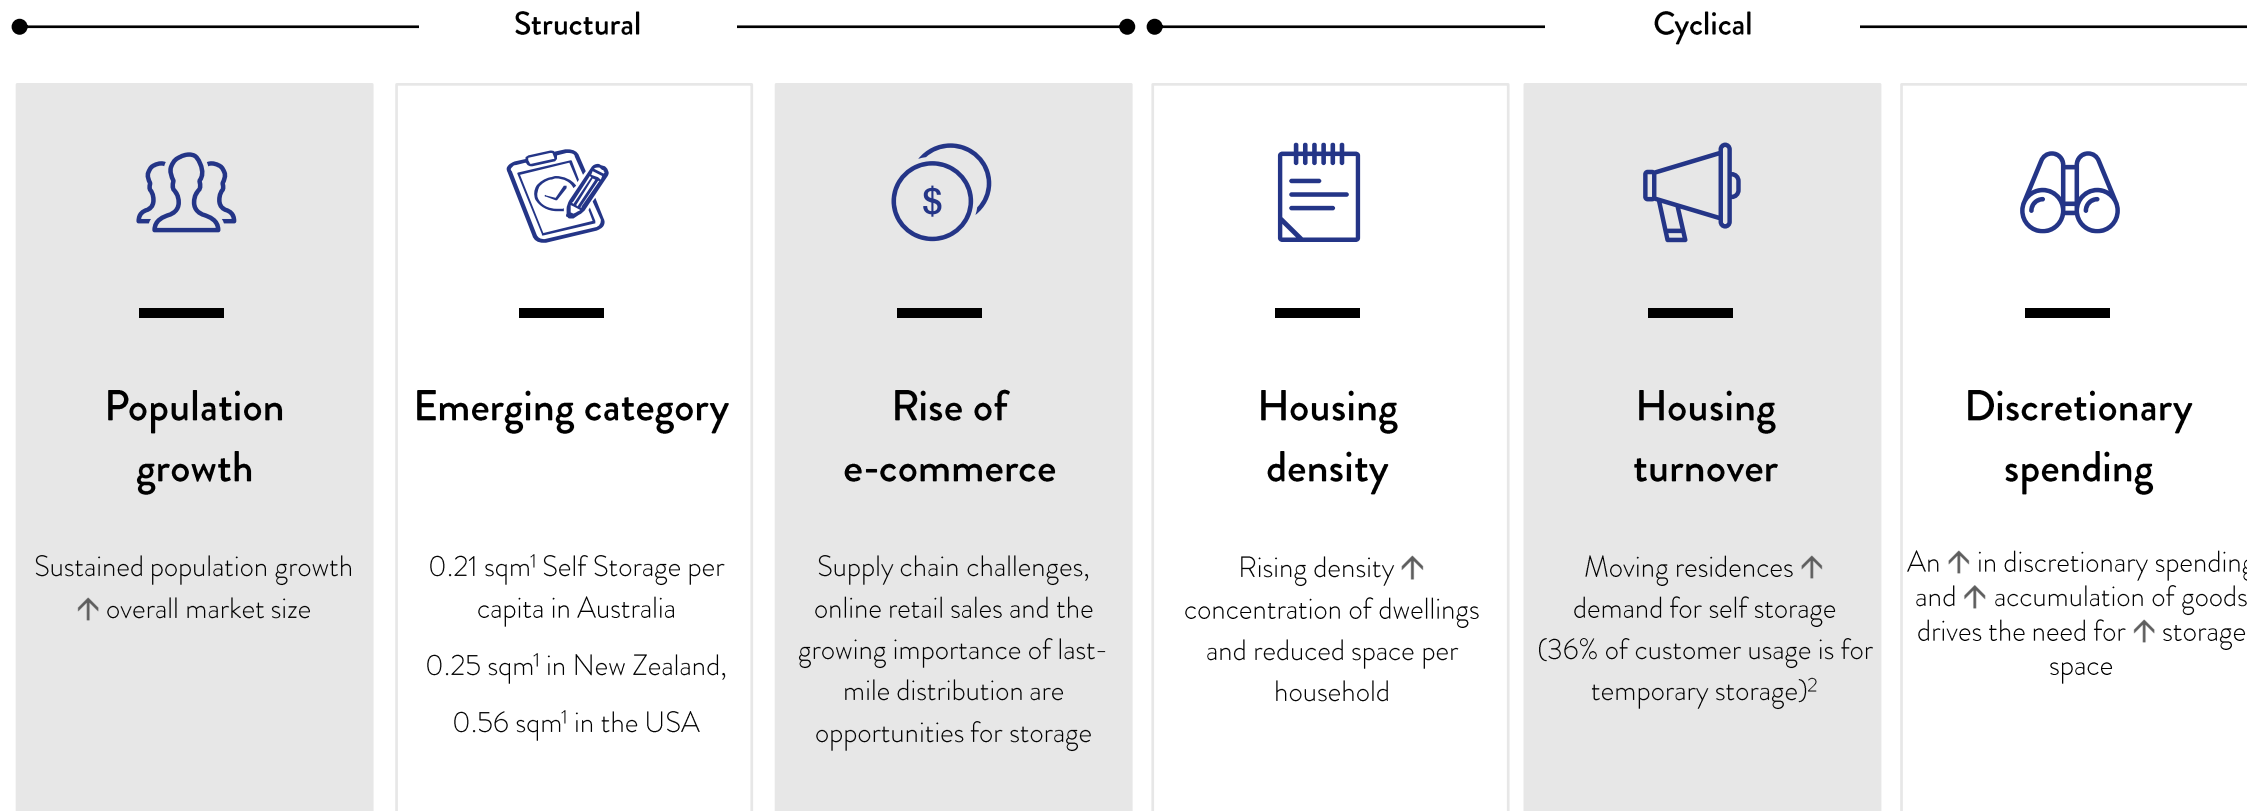 Structural
Cyclical
Population
growth
Sustained population growth
↑ overall market size
Emerging category
0.21 sqm¹ Self Storage per
capita in Australia
0.25 sqm¹ in New Zealand,
0.56 sqm¹ in the USA
$
Rise of
e-commerce
Supply chain challenges,
online retail sales and the
growing importance of last-
mile distribution are
opportunities for storage
Housing
density
Rising density ↑
concentration of dwellings
and reduced space per
household
Housing
turnover
Moving residences ↑
demand for self storage
(36% of customer usage is for
temporary storage)²
Discretionary
spending
An ↑ in discretionary spending
and ↑ accumulation of goods
drives the need for ↑ storage
space